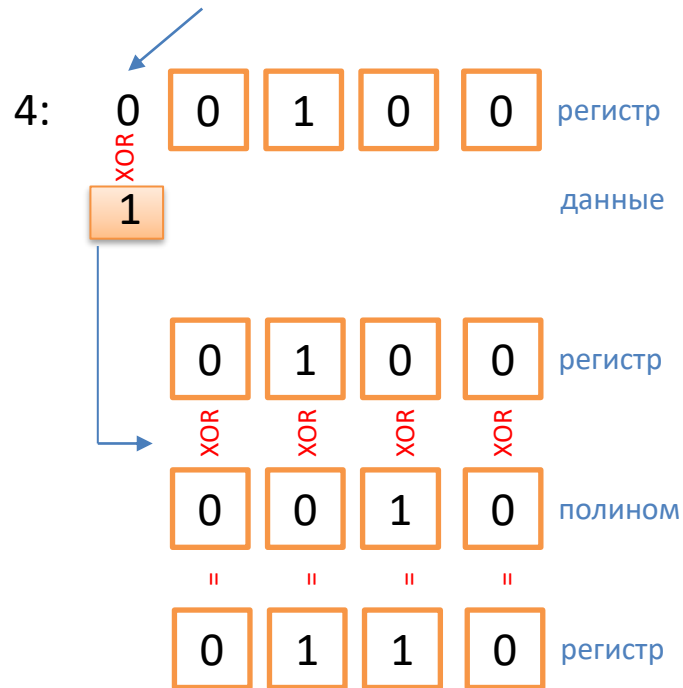 4: 0 0 1 0 0 регистр
XOR
1 данные
0 1 0 0 регистр
XOR XOR XOR XOR
0 0 1 0 полином
= = = =
0 1 1 0 регистр